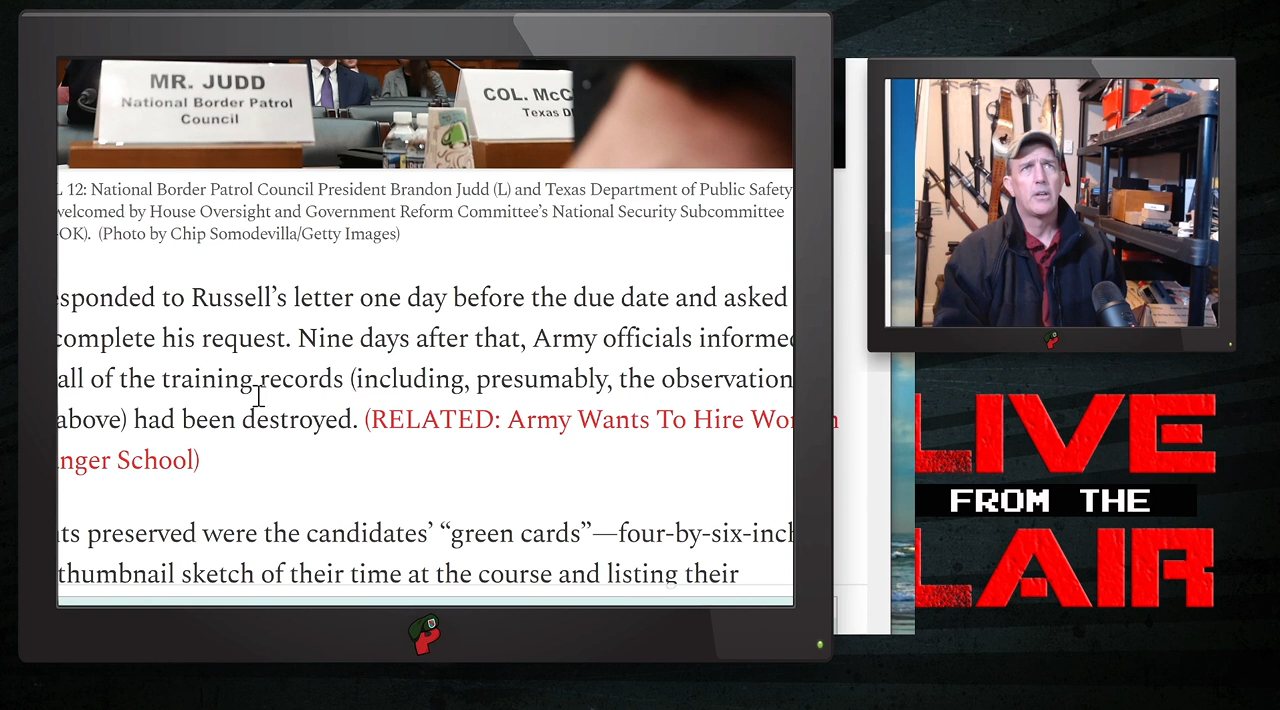 MR. JUDD
National Border Patrol
Council
COL. McC
Texas D
12: National Border Patrol Council President Brandon Judd (L) and Texas Department of Public Safety
welcomed by House Oversight and Government Reform Committee's National Security Subcommittee
-OK). (Photo by Chip Somodevilla/Getty Images)
esponded to Russell's letter one day before the due date and asked
complete his request. Nine days after that, Army officials informed
all of the training records (including, presumably, the observation
above) had been destroyed. (RELATED: Army Wants To Hire Wo
nger School)
ts preserved were the candidates' “green cards”—four-by-six-inch
thumbnail sketch of their time at the course and listing their
LIVE
FROM THE
LAIR